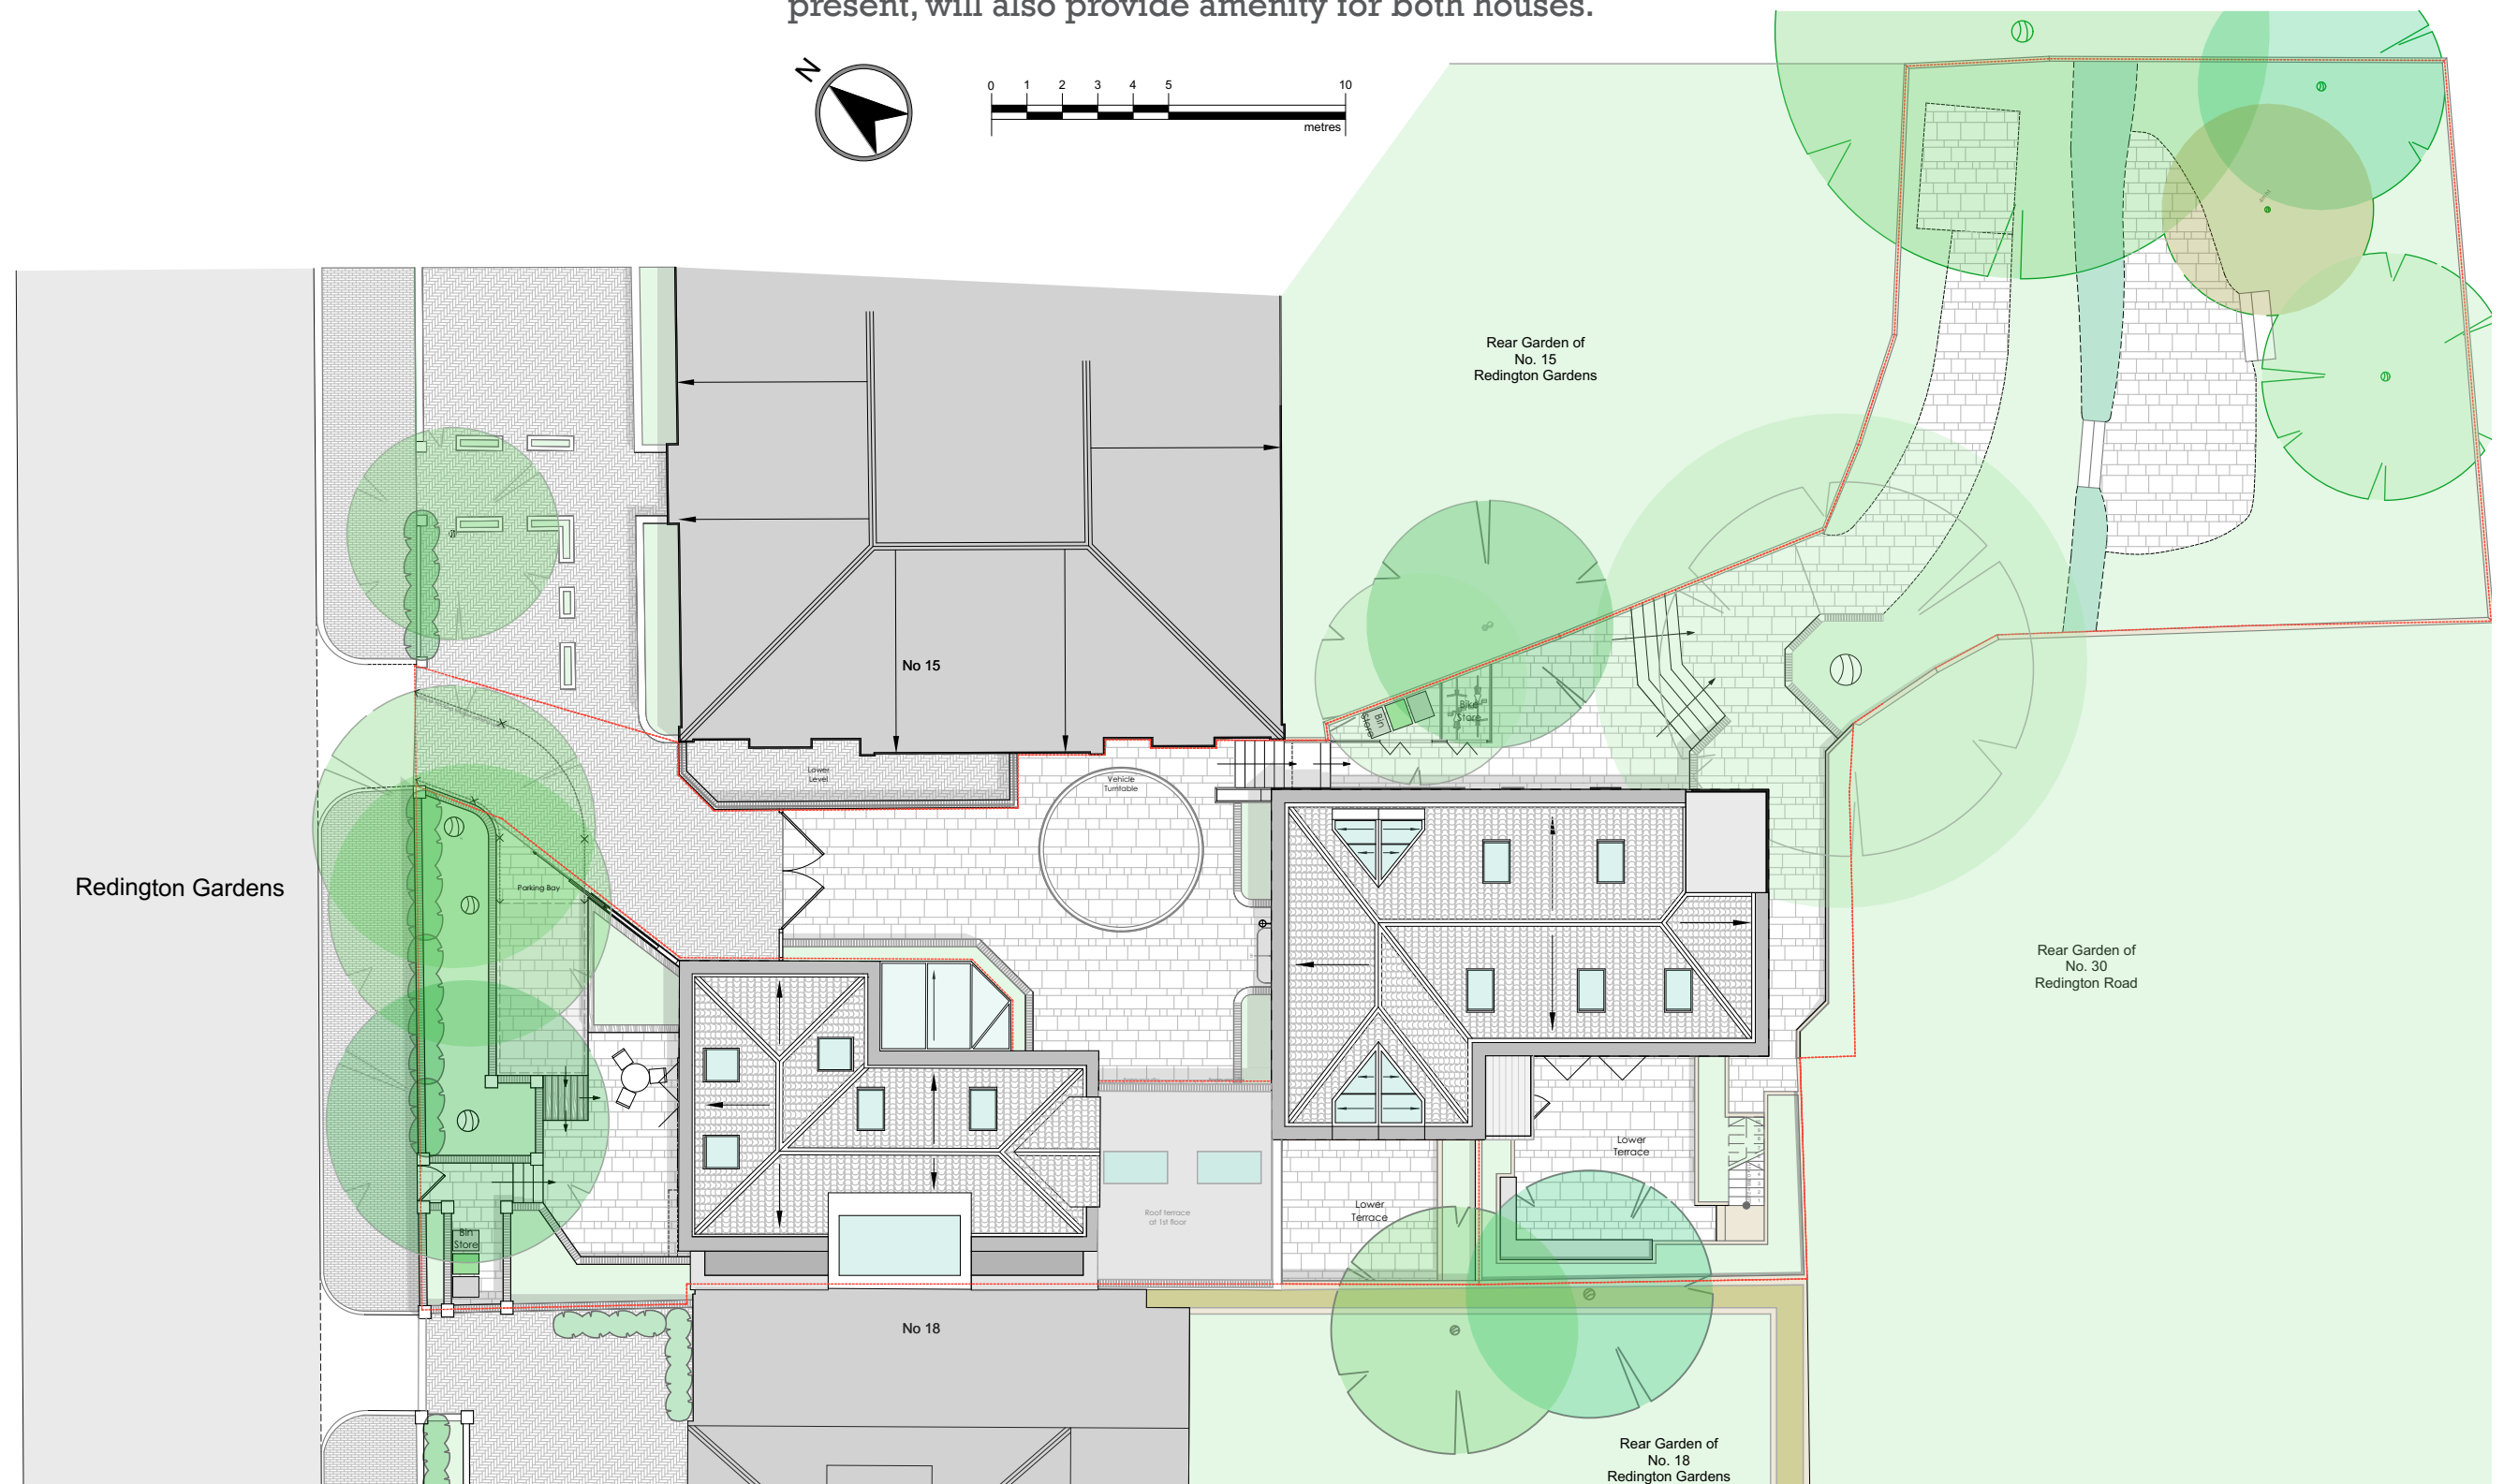 present, will also provide amenity for both houses.
N
0 1 2 3 4 5 10
metres
Rear Garden of
No. 15
Redington Gardens
No 15
Bin
Store
Bike
Store
Lower
Level
Vehicle
Turntable
Redington Gardens
Parking Bay
Rear Garden of
No. 30
Redington Road
Lower
Terrace
Lower
Terrace
Roof terrace
at 1st floor
Bin
Store
No 18
Rear Garden of
No. 18
Redington Gardens